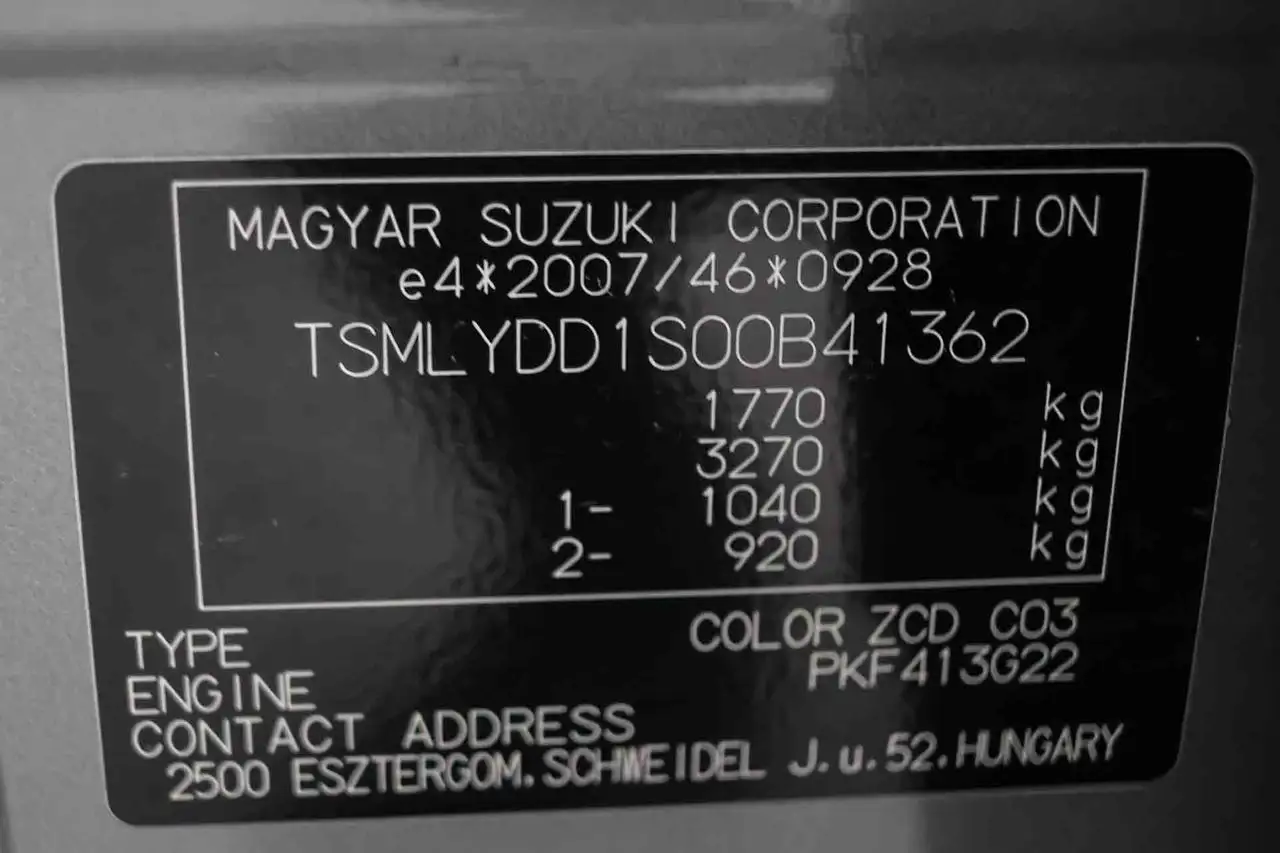 MAGYAR SUZUKI CORPORATION
e4*2007/46*0928
TSMLYDD1S00B41362
1770 kg
3270 kg
1- 1040 kg
2- 920 kg
TYPE COLOR ZCD C03
ENGINE PKF413G22
CONTACT ADDRESS
2500 ESZTERGOM. SCHWEIDEL J.u.52.HUNGARY